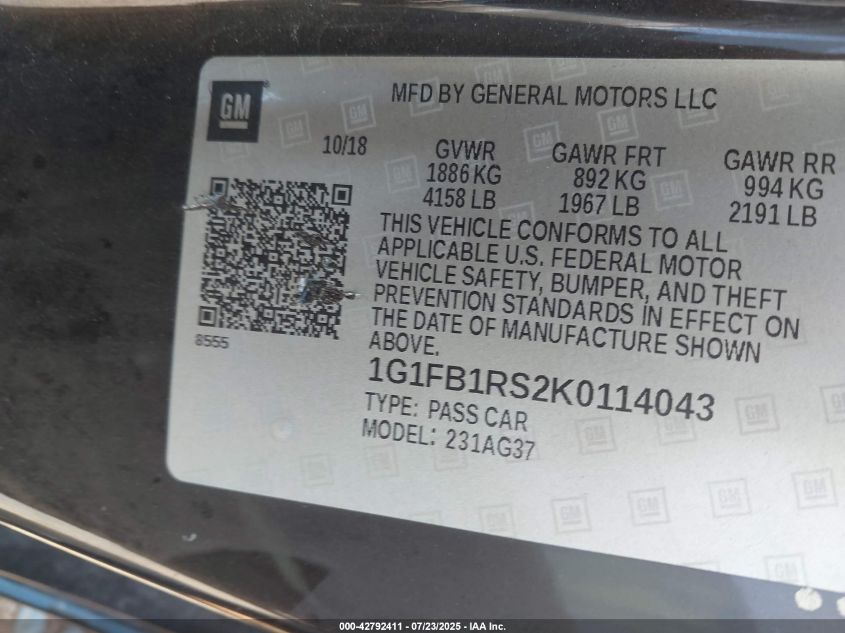 GM
MFD BY GENERAL MOTORS LLC
10/18
GVWR
1886 KG
4158 LB
GAWR FRT
892 KG
1967 LB
GAWR RR
994 KG
2191 LB
THIS VEHICLE CONFORMS TO ALL
APPLICABLE U.S. FEDERAL MOTOR
VEHICLE SAFETY, BUMPER, AND THEFT
PREVENTION STANDARDS IN EFFECT ON
THE DATE OF MANUFACTURE SHOWN
ABOVE.
8555
1G1FB1RS2K0114043
TYPE: PASS CAR
MODEL: 231AG37
000-42792411 - 07/23/2025 - IAA Inc.